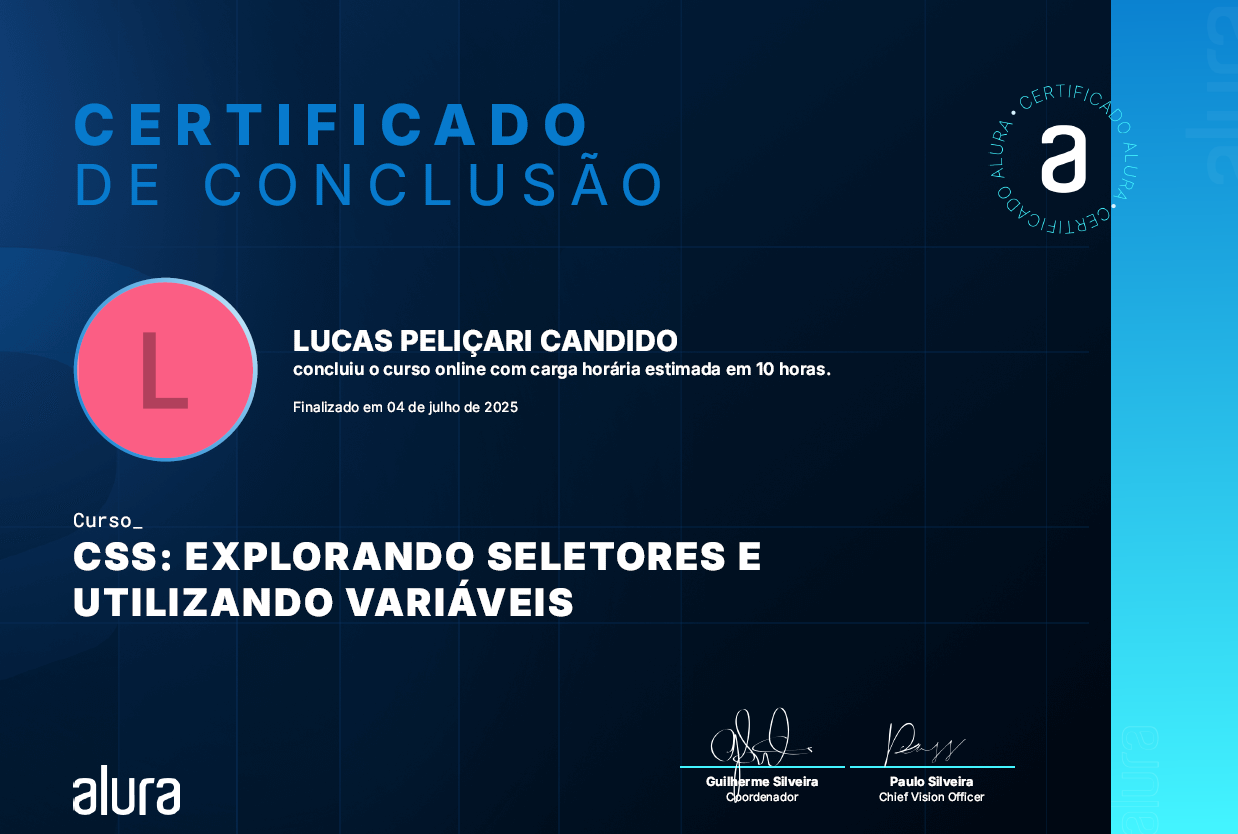 CERTIFICADO
DE CONCLUSÃO
CERTIFICADO ALURA • CERTIFICADO ALURA •
a
alura
L
LUCAS PELIÇARI CANDIDO
concluiu o curso online com carga horária estimada em 10 horas.
Finalizado em 04 de julho de 2025
Curso_
CSS: EXPLORANDO SELETORES E
UTILIZANDO VARIÁVEIS
Guilherme Silveira
Coordenador
Paulo Silveira
Chief Vision Officer
alura
alura